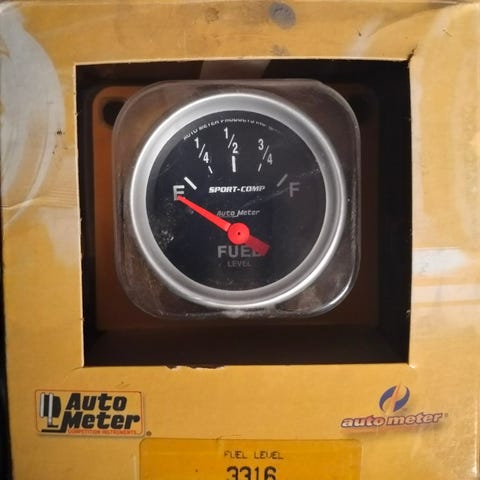 AUTO METER PRODUCTS INC.
1/4 1/2 3/4
E F
SPORT-COMP
Auto Meter
FUEL
LEVEL
Auto
Meter
COMPETITION INSTRUMENTS
auto meter®
FUEL LEVEL
3316